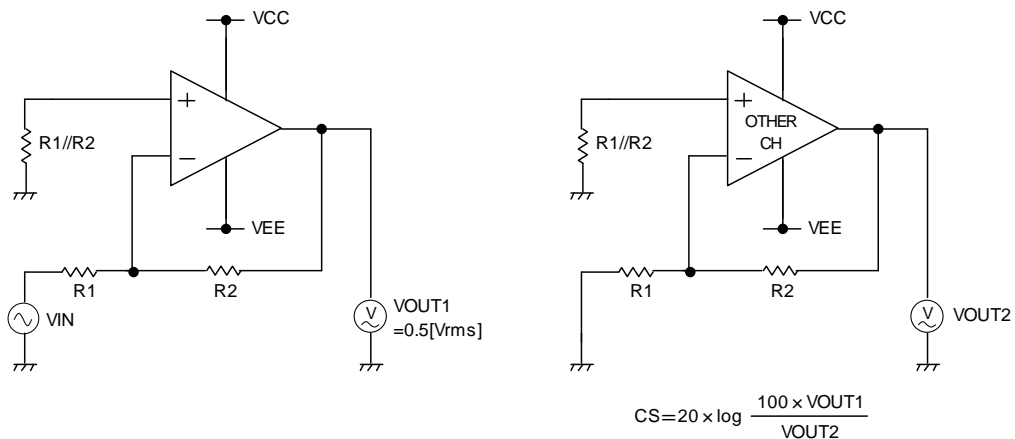 VCC
+
R1//R2
−
VEE
R1
R2
VIN
V
VOUT1
=0.5[Vrms]
VCC
+
OTHER
CH
R1//R2
−
VEE
R1
R2
V
VOUT2
CS=20×log 100×VOUT1
VOUT2